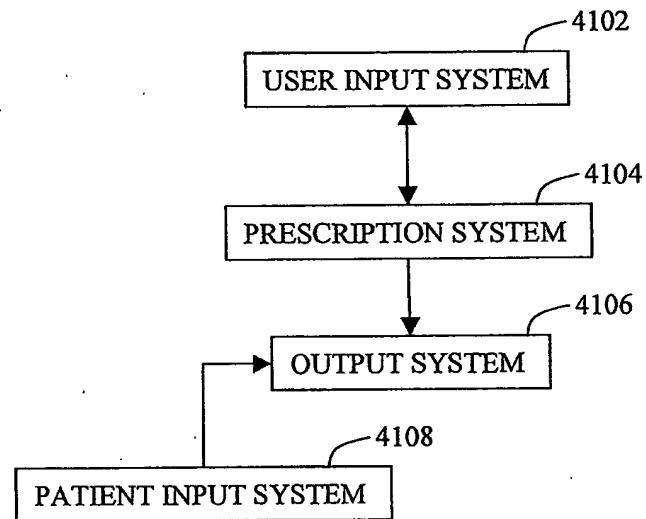 4102
USER INPUT SYSTEM
4104
PRESCRIPTION SYSTEM
4106
OUTPUT SYSTEM
4108
PATIENT INPUT SYSTEM